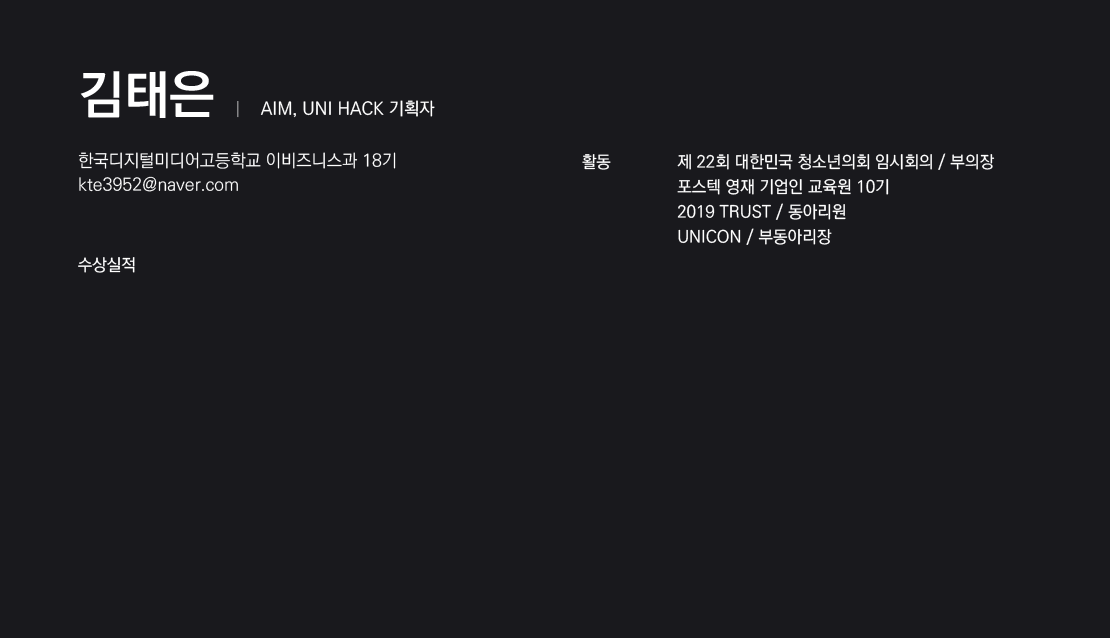 김태은 | AIM, UNI HACK 기획자
한국디지털미디어고등학교 이비즈니스과 18기
kte3952@naver.com
활동
제 22회 대한민국 청소년의회 임시회의 / 부의장
포스텍 영재 기업인 교육원 10기
2019 TRUST / 동아리원
UNICON / 부동아리장
수상실적